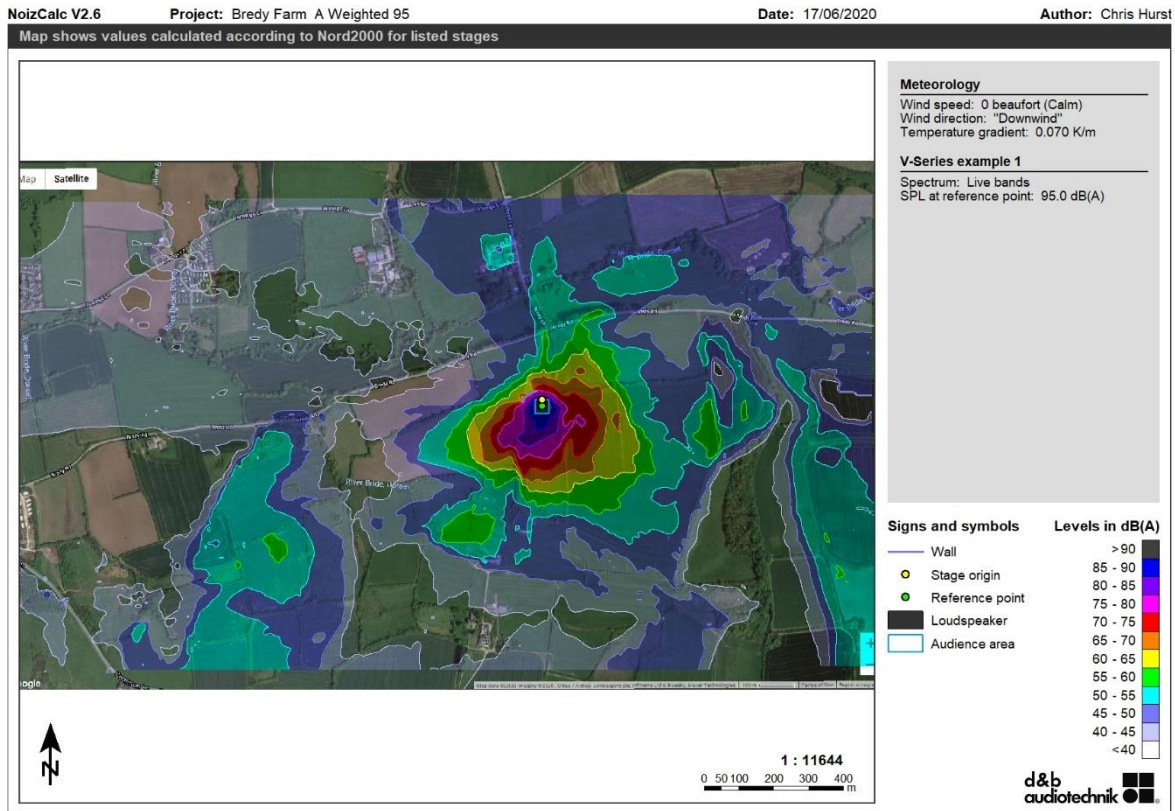 NoizCalc V2.6 Project: Bredy Farm A Weighted 95 Date: 17/06/2020 Author: Chris Hurst
Map shows values calculated according to Nord2000 for listed stages
Meteorology
Wind speed: 0 beaufort (Calm)
Wind direction: "Downwind"
Temperature gradient: 0.070 K/m
V-Series example 1
Spectrum: Live bands
SPL at reference point: 95.0 dB(A)
Map Satellite
River Bride, Dorset
Signs and symbols
Wall
Stage origin
Reference point
Loudspeaker
Audience area
Levels in dB(A)
>90
85 - 90
80 - 85
75 - 80
70 - 75
65 - 70
60 - 65
55 - 60
50 - 55
45 - 50
40 - 45
<40
N
1 : 11644
0 50 100 200 300 400
m
d&b
audiotechnik